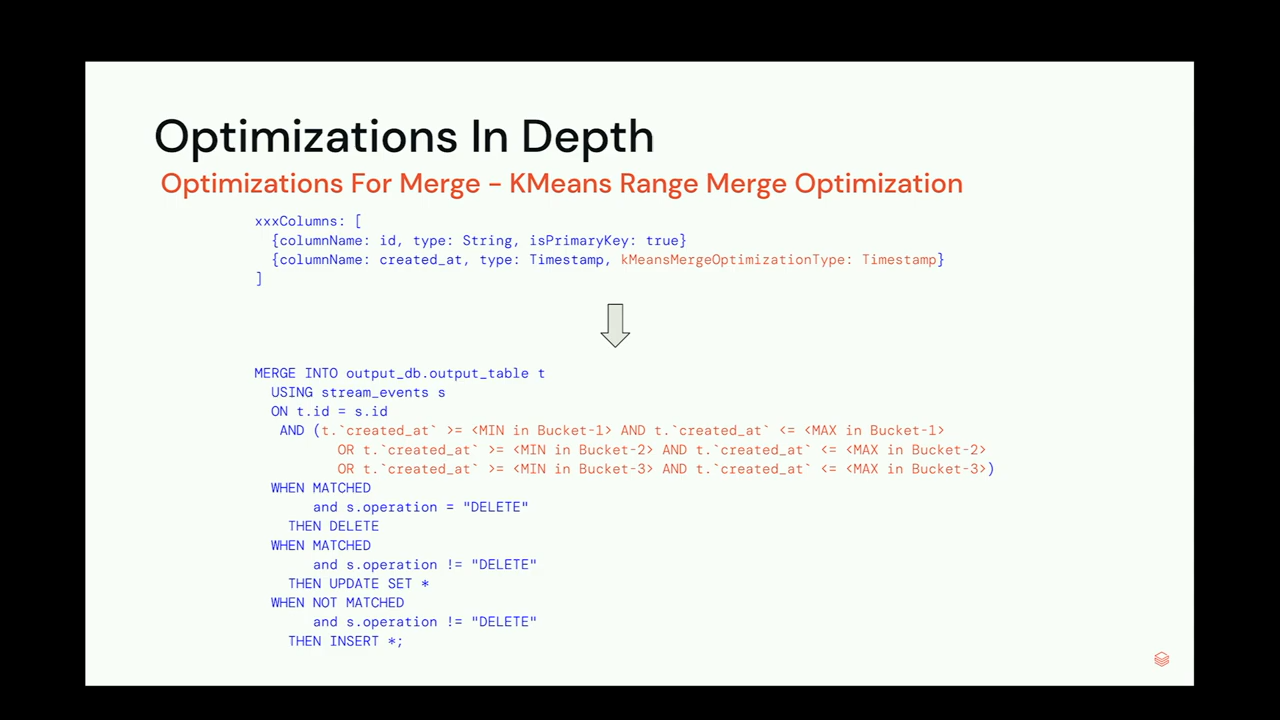 Optimizations In Depth
Optimizations For Merge - KMeans Range Merge Optimization
xxxColumns: [
{columnName: id, type: String, isPrimaryKey: true}
{columnName: created_at, type: Timestamp, kMeansMergeOptimizationType: Timestamp}
]
MERGE INTO output_db.output_table t
USING stream_events s
ON t.id = s.id
AND (t.`created_at` >= <MIN in Bucket-1> AND t.`created_at` <= <MAX in Bucket-1>
OR t.`created_at` >= <MIN in Bucket-2> AND t.`created_at` <= <MAX in Bucket-2>
OR t.`created_at` >= <MIN in Bucket-3> AND t.`created_at` <= <MAX in Bucket-3>)
WHEN MATCHED
and s.operation = "DELETE"
THEN DELETE
WHEN MATCHED
and s.operation != "DELETE"
THEN UPDATE SET *
WHEN NOT MATCHED
and s.operation != "DELETE"
THEN INSERT *;